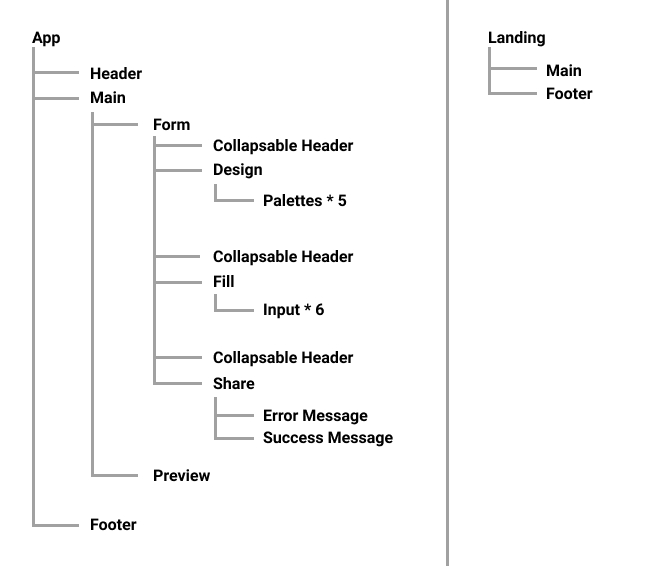 App
Header
Main
Form
Collapsable Header
Design
Palettes * 5
Collapsable Header
Fill
Input * 6
Collapsable Header
Share
Error Message
Success Message
Preview
Footer
Landing
Main
Footer